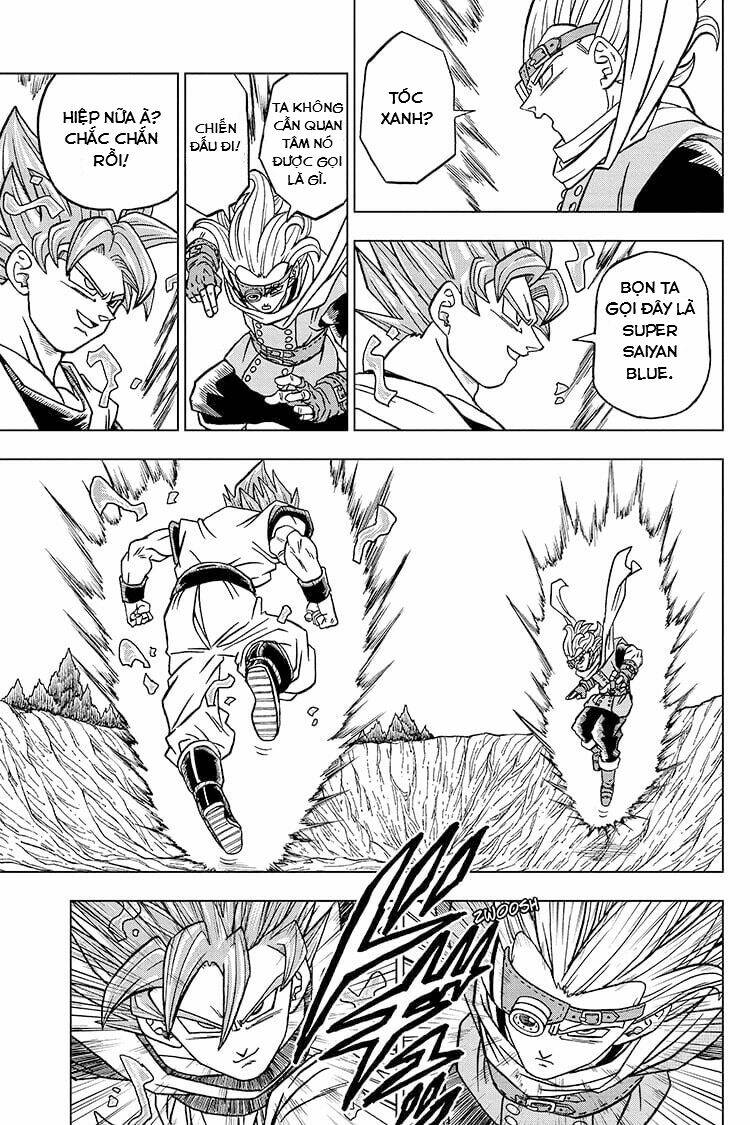 TÓC
XANH?
BỌN TA
GỌI ĐÂY LÀ
SUPER
SAIYAN
BLUE.
TA KHÔNG
CẦN QUAN
TÂM NÓ
ĐƯỢC GỌI
LÀ GÌ.
CHIẾN
ĐẤU ĐI!
HIỆP NỮA À?
CHẮC CHẮN
RỒI!
ZWOOSH